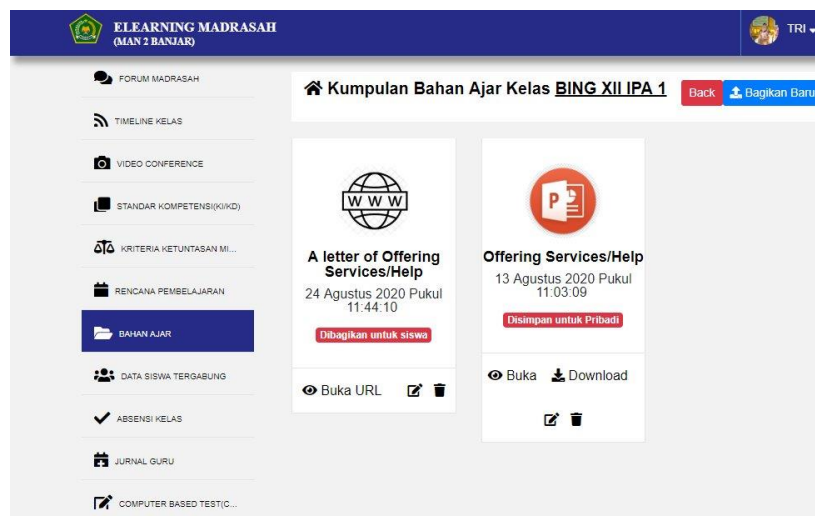 ELEARNING MADRASAH
(MAN 2 BANJAR)
TRI
FORUM MADRASAH
TIMELINE KELAS
VIDEO CONFERENCE
STANDAR KOMPETENSI(KI/KD)
KRITERIA KETUNTASAN MI...
RENCANA PEMBELAJARAN
BAHAN AJAR
DATA SISWA TERGABUNG
ABSENSI KELAS
JURNAL GURU
COMPUTER BASED TEST(C...
Kumpulan Bahan Ajar Kelas BING XII IPA 1
Back
Bagikan Baru
WWW
A letter of Offering
Services/Help
24 Agustus 2020 Pukul
11:44:10
Dibagikan untuk siswa
Buka URL
P
Offering Services/Help
13 Agustus 2020 Pukul
11:03:09
Disimpan untuk Pribadi
Buka
Download